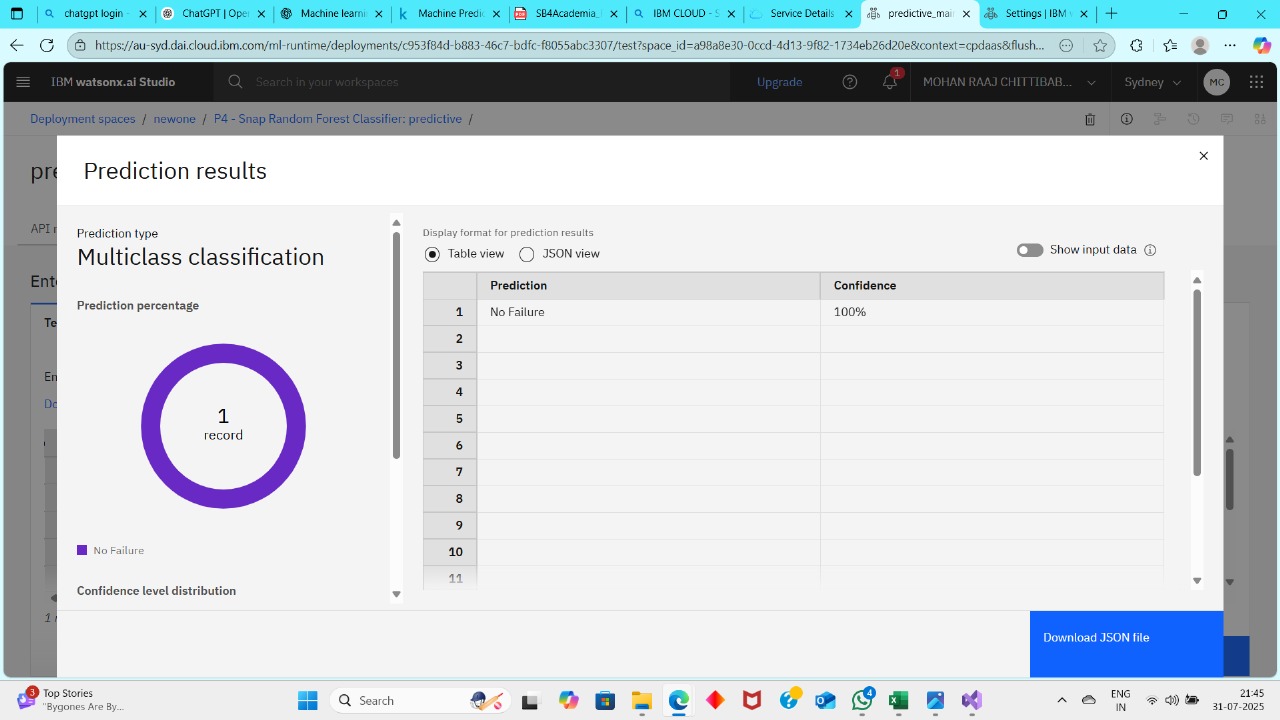 chatgpt login -
ChatGPT | Ope
Machine learni
Machine Predic
SB4Academia_
IBM CLOUD - S
Service Details
predictive_mai
Settings | IBM w
https://au-syd.dai.cloud.ibm.com/ml-runtime/deployments/c953f84d-b883-46c7-bdfc-f8055abc3307/test?space_id=a98a8e30-0ccd-4d13-9f82-1734eb26d20e&context=cpdaas&flush...
IBM watsonx.ai Studio
Search in your workspaces
Upgrade
1
MOHAN RAAJ CHITTIBAB...
Sydney
MC
Deployment spaces / newone / P4 - Snap Random Forest Classifier: predictive /
pre
Prediction results
API r
Prediction type
Multiclass classification
Prediction percentage
1
record
No Failure
Confidence level distribution
Display format for prediction results
Table view
JSON view
Show input data
Prediction
Confidence
1 No Failure 100%
2
3
4
5
6
7
8
9
10
11
Ent
Te
En
Do
1 r
Download JSON file
3
Top Stories
"Bygones Are By...
Search
4
ENG
IN
21:45
31-07-2025